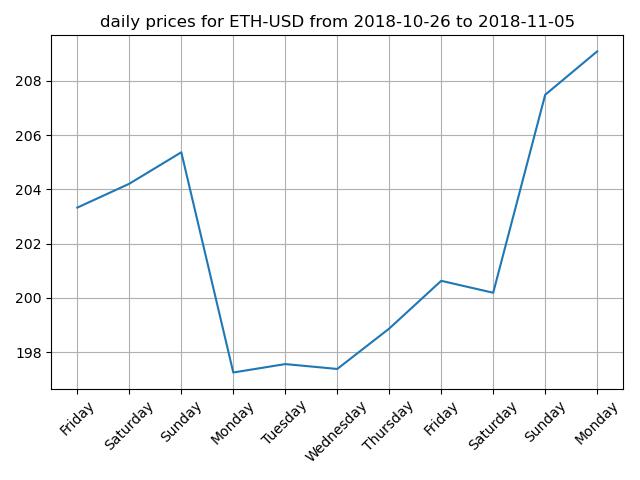 daily prices for ETH-USD from 2018-10-26 to 2018-11-05
208
206
204
202
200
198
Friday
Saturday
Sunday
Monday
Tuesday
Wednesday
Thursday
Friday
Saturday
Sunday
Monday